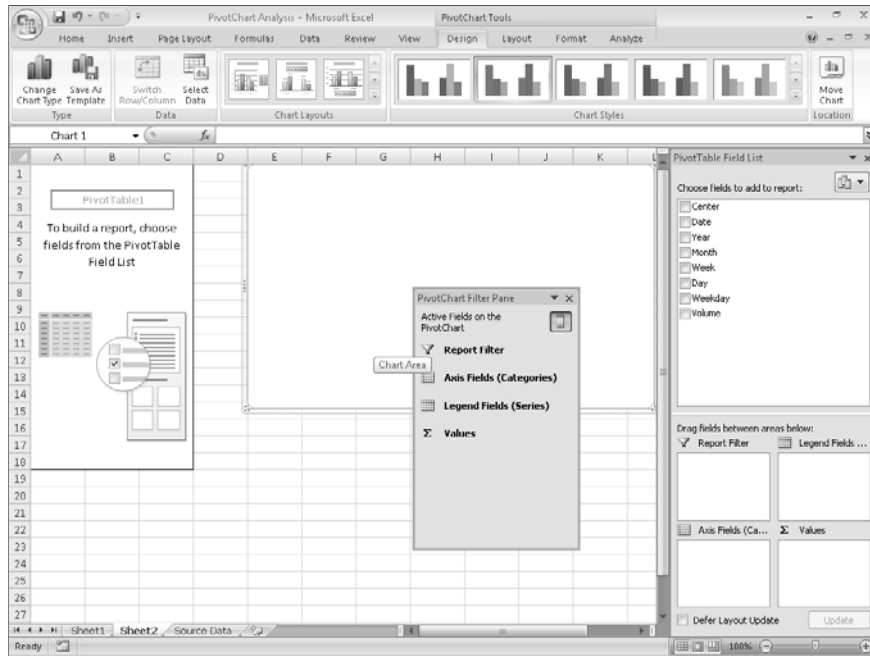 PivotChart Analysis - Microsoft Excel
PivotChart Tools
Home Insert Page Layout Formulas Data Review View Design Layout Format Analyze
Change Chart Type
Save As Template
Switch Row/Column
Select Data
Move Chart
Type Data Chart Layouts Chart Styles Location
Chart 1 fx
A B C D E F G H I J K L
1
2
3
4
5
6
7
8
9
10
11
12
13
14
15
16
17
18
19
20
21
22
23
24
25
26
27
PivotTable1
To build a report, choose
fields from the PivotTable
Field List
Chart Area
PivotChart Filter Pane
Active Fields on the
PivotChart
Report Filter
Axis Fields (Categories)
Legend Fields (Series)
Σ Values
PivotTable Field List
Choose fields to add to report:
Center
Date
Year
Month
Week
Day
Weekday
Volume
Drag fields between areas below:
Report Filter Legend Fields ...
Axis Fields (Ca... Σ Values
Defer Layout Update Update
Sheet1 Sheet2 Source Data
Ready 100%